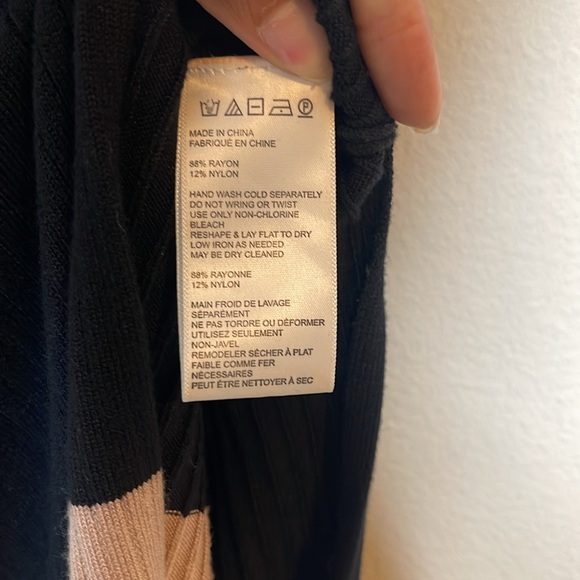 MADE IN CHINA
FABRIQUÉ EN CHINE
88% RAYON
12% NYLON
HAND WASH COLD SEPARATELY
DO NOT WRING OR TWIST
USE ONLY NON-CHLORINE
BLEACH
RESHAPE & LAY FLAT TO DRY
LOW IRON AS NEEDED
MAY BE DRY CLEANED
88% RAYONNE
12% NYLON
MAIN FROID DE LAVAGE
SÉPARÉMENT
NE PAS TORDRE OU DÉFORMER
UTILISEZ SEULEMENT
NON-JAVEL
REMODELER SÈCHER À PLAT
FAIBLE COMME FER
NÉCESSAIRES
PEUT ÊTRE NETTOYER À SEC